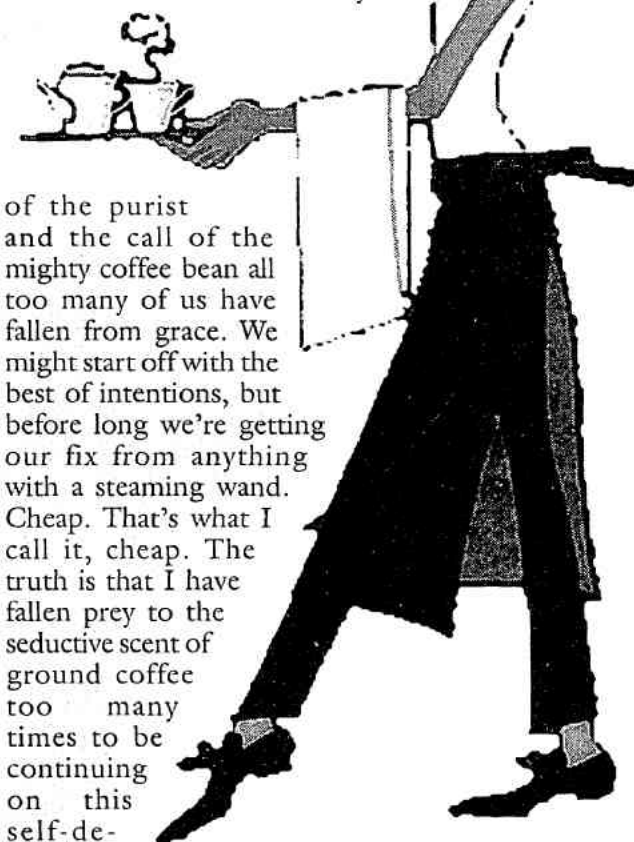 of the purist
and the call of the
mighty coffee bean all
too many of us have
fallen from grace. We
might start off with the
best of intentions, but
before long we're getting
our fix from anything
with a steaming wand.
Cheap. That's what I
call it, cheap. The
truth is that I have
fallen prey to the
seductive scent of
ground coffee
too many
times to be
continuing
on this
self-de-